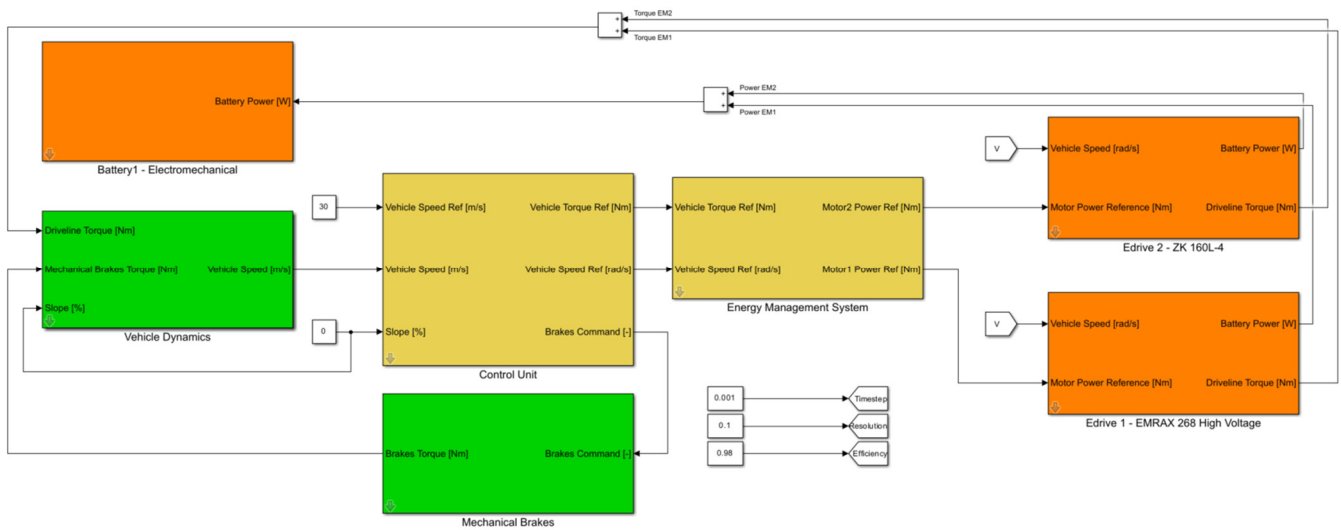 Torque EM2
+
+
Torque EM1
Battery Power [W]
Battery1 - Electromechanical
Power EM2
+
+
Power EM1
V
Vehicle Speed [rad/s]
Battery Power [W]
Motor Power Reference [Nm]
Driveline Torque [Nm]
Edrive 2 - ZK 160L-4
30
Vehicle Speed Ref [m/s]
Vehicle Torque Ref [Nm]
Vehicle Speed [m/s]
Vehicle Speed Ref [rad/s]
0
Slope [%]
Brakes Command [-]
Control Unit
Vehicle Torque Ref [Nm]
Motor2 Power Ref [Nm]
Vehicle Speed Ref [rad/s]
Motor1 Power Ref [Nm]
Energy Management System
Driveline Torque [Nm]
Mechanical Brakes Torque [Nm]
Vehicle Speed [m/s]
Slope [%]
Vehicle Dynamics
V
Vehicle Speed [rad/s]
Battery Power [W]
Motor Power Reference [Nm]
Driveline Torque [Nm]
Edrive 1 - EMRAX 268 High Voltage
Brakes Torque [Nm]
Brakes Command [-]
Mechanical Brakes
0.001
Timestep
0.1
Resolution
0.98
Efficiency